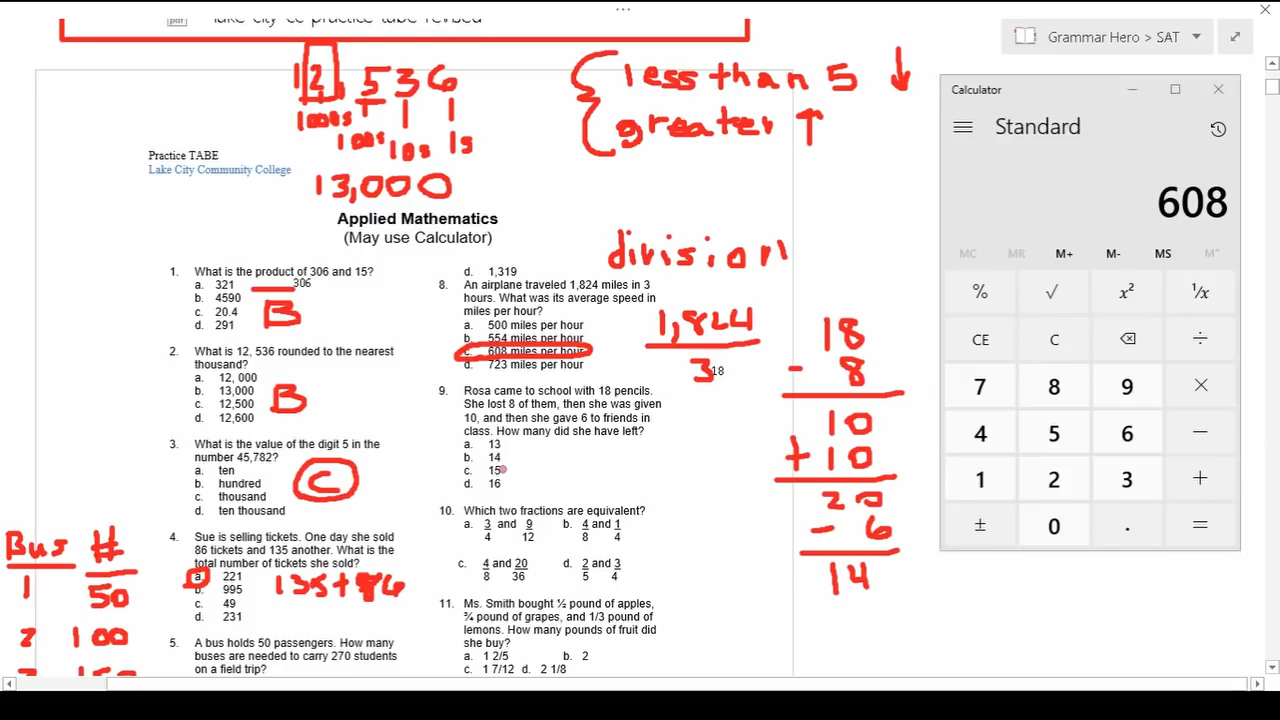 lake city cc practice tabe revised
pdf
Grammar Hero > SAT
12,536
1000s
100s
10s
1s
13,000
less than 5 ↓
greater ↑
Practice TABE
Lake City Community College
Applied Mathematics
(May use Calculator)
1. What is the product of 306 and 15?
306
a. 321
b. 4590
c. 20.4
d. 291
B
2. What is 12, 536 rounded to the nearest
thousand?
a. 12, 000
b. 13,000
c. 12,500
d. 12,600
B
3. What is the value of the digit 5 in the
number 45,782?
a. ten
b. hundred
c. thousand
d. ten thousand
C
4. Sue is selling tickets. One day she sold
86 tickets and 135 another. What is the
total number of tickets she sold?
a. 221
b. 995
c. 49
d. 231
135+86
5. A bus holds 50 passengers. How many
buses are needed to carry 270 students
on a field trip?
Bus #
1 50
2 100
d. 1,319
8. An airplane traveled 1,824 miles in 3
hours. What was its average speed in
miles per hour?
a. 500 miles per hour
b. 554 miles per hour
c. 608 miles per hour
d. 723 miles per hour
division
1,824
3
18
9. Rosa came to school with 18 pencils.
She lost 8 of them, then she was given
10, and then she gave 6 to friends in
class. How many did she have left?
a. 13
b. 14
c. 15
d. 16
18
- 8
10
+10
20
- 6
14
10. Which two fractions are equivalent?
a. 3/4 and 9/12 b. 4/8 and 1/4
c. 4/8 and 20/36 d. 2/5 and 3/4
11. Ms. Smith bought ½ pound of apples,
¾ pound of grapes, and 1/3 pound of
lemons. How many pounds of fruit did
she buy?
a. 1 2/5 b. 2
c. 1 7/12 d. 2 1/8
Calculator
Standard
608
MC MR M+ M- MS M˅
% √ x² ¹/x
CE C ⌫ ÷
7 8 9 ×
4 5 6 −
1 2 3 +
± 0 . =